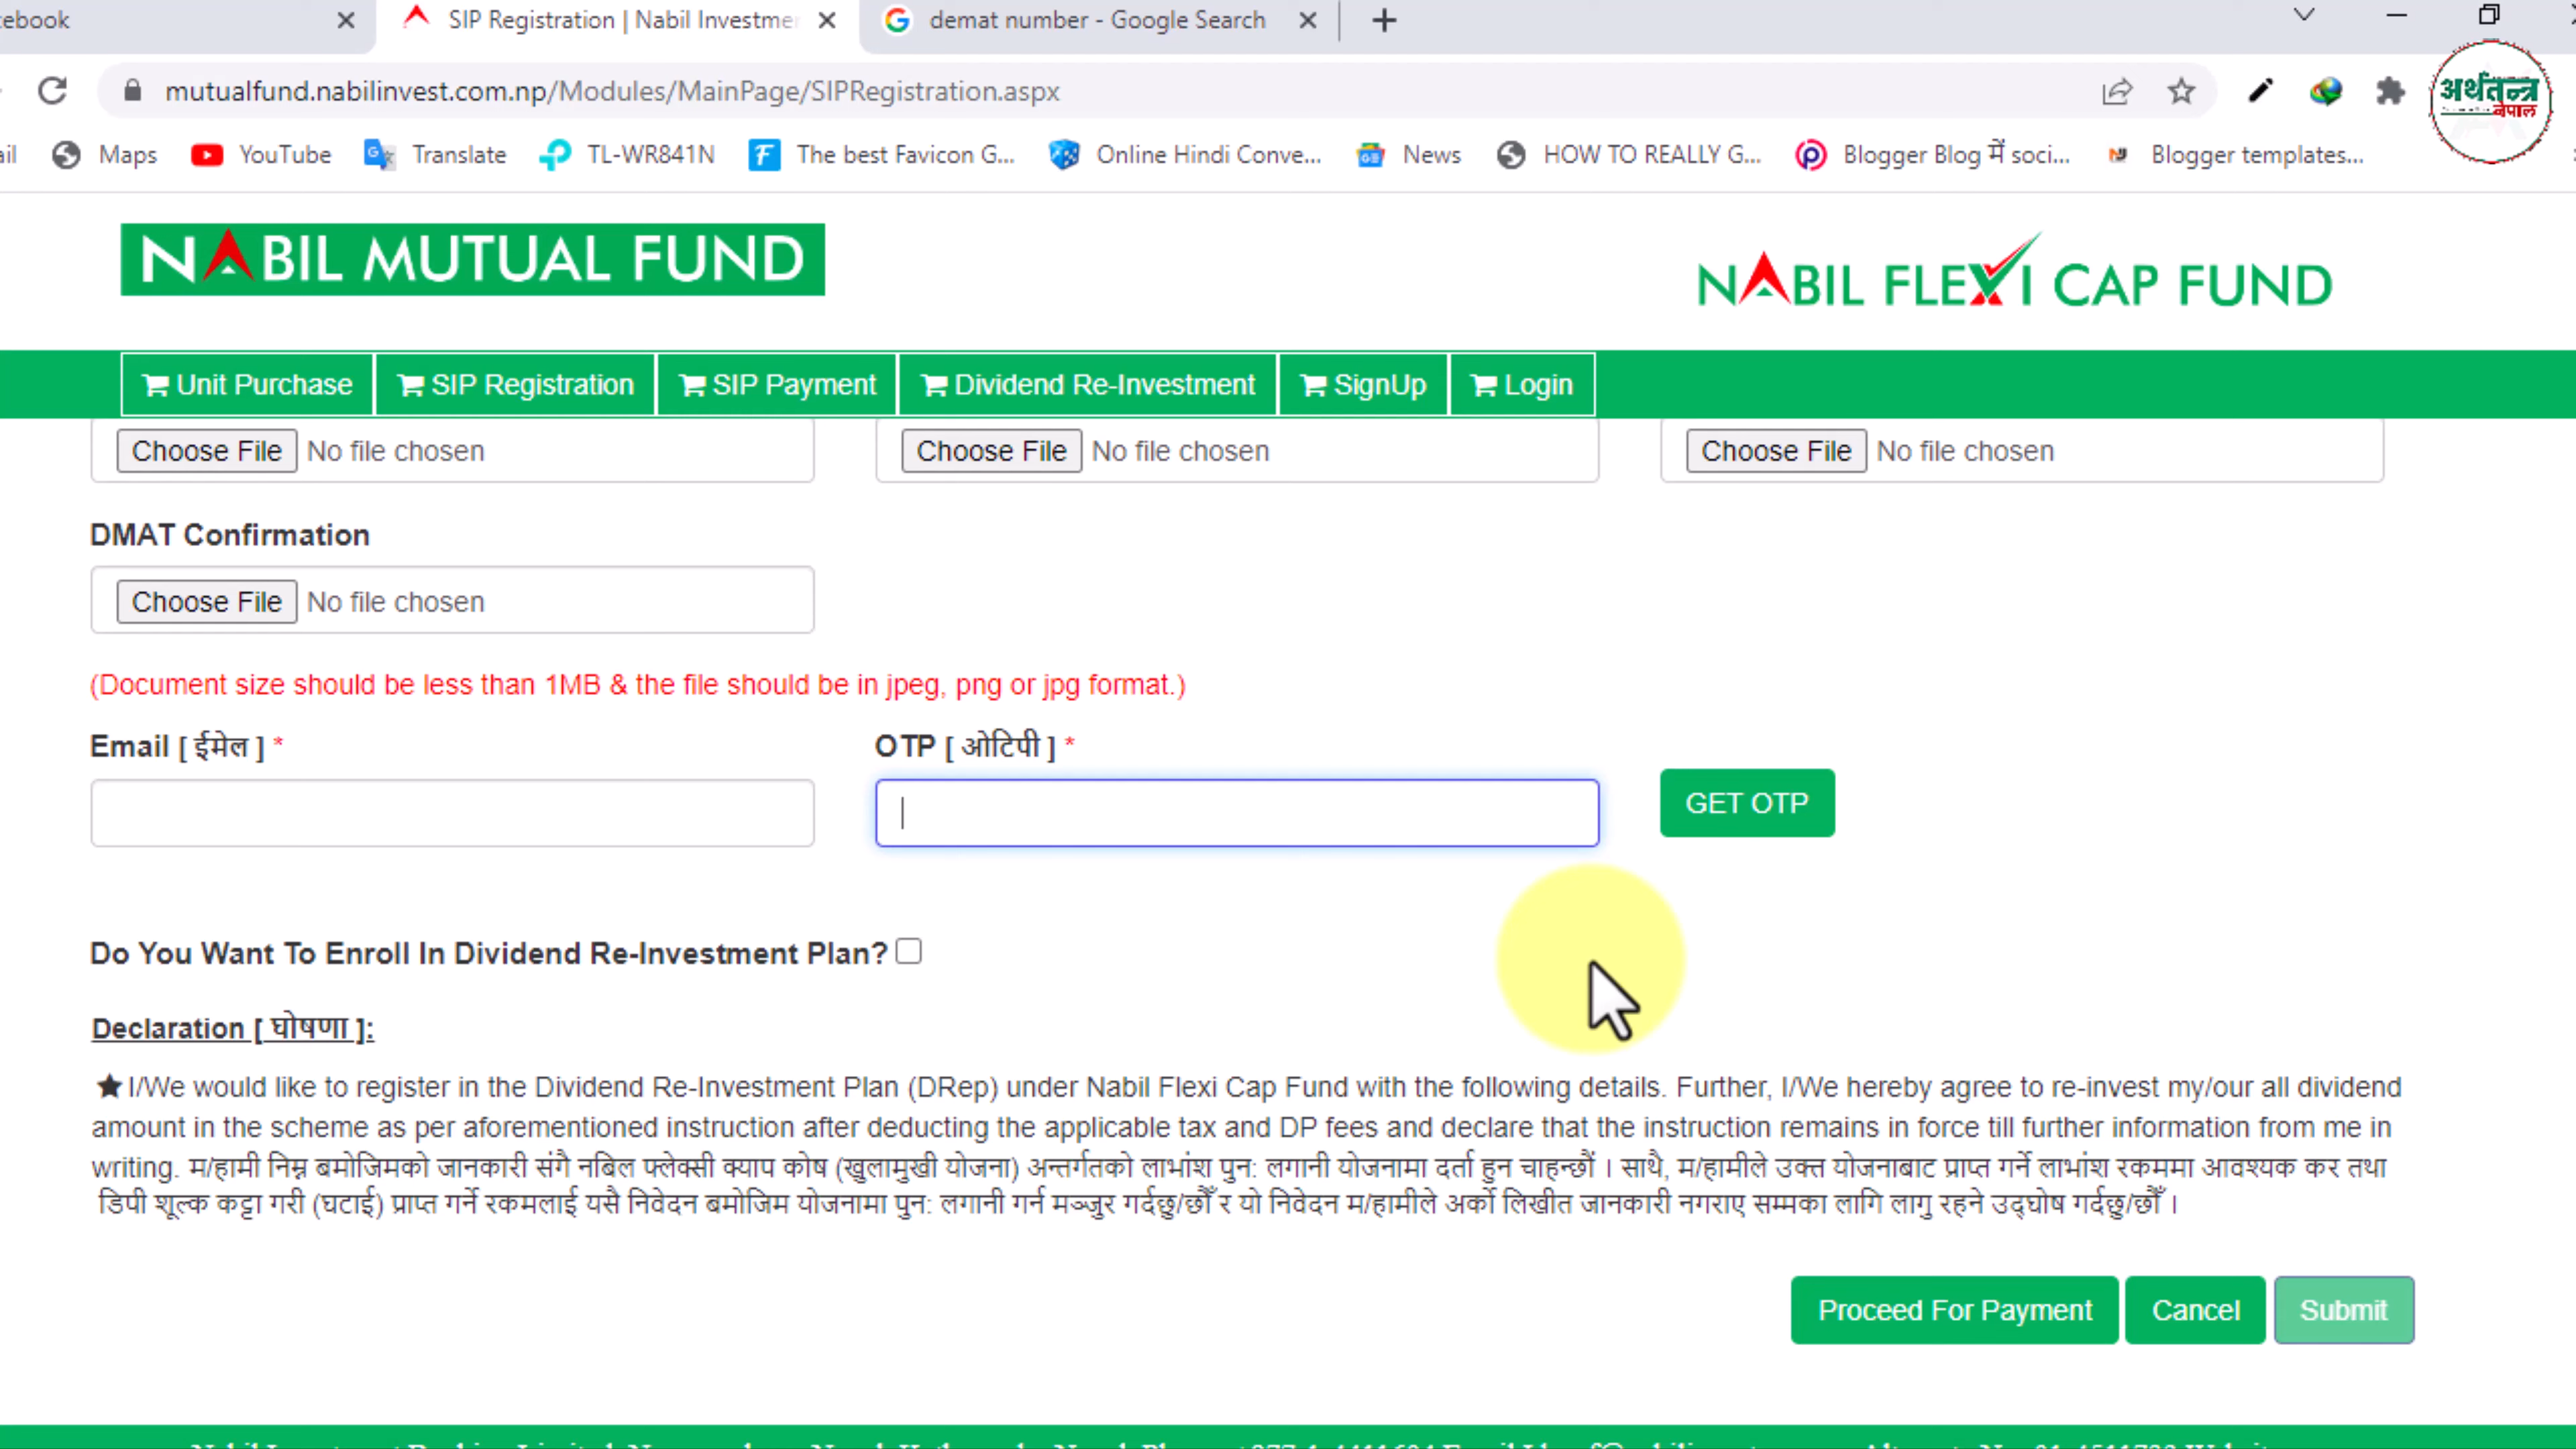 cebook
SIP Registration | Nabil Investme
demat number - Google Search
mutualfund.nabilinvest.com.np/Modules/MainPage/SIPRegistration.aspx
अर्थतन्त्र
नेपाल
ail
Maps
YouTube
Translate
TL-WR841N
The best Favicon G...
Online Hindi Conve...
News
HOW TO REALLY G...
Blogger Blog में soci...
Blogger templates...
NABIL MUTUAL FUND
NABIL FLEXI CAP FUND
Unit Purchase
SIP Registration
SIP Payment
Dividend Re-Investment
SignUp
Login
Choose File No file chosen
Choose File No file chosen
Choose File No file chosen
DMAT Confirmation
Choose File No file chosen
(Document size should be less than 1MB & the file should be in jpeg, png or jpg format.)
Email [ ईमेल ] *
OTP [ ओटिपी ] *
GET OTP
Do You Want To Enroll In Dividend Re-Investment Plan?
Declaration [ घोषणा ]:
★I/We would like to register in the Dividend Re-Investment Plan (DRep) under Nabil Flexi Cap Fund with the following details. Further, I/We hereby agree to re-invest my/our all dividend
amount in the scheme as per aforementioned instruction after deducting the applicable tax and DP fees and declare that the instruction remains in force till further information from me in
writing. म/हामी निम्न बमोजिमको जानकारी संगै नबिल फ्लेक्सी क्याप कोष (खुलामुखी योजना) अन्तर्गतको लाभांश पुन: लगानी योजनामा दर्ता हुन चाहन्छौं । साथै, म/हामीले उक्त योजनाबाट प्राप्त गर्ने लाभांश रकममा आवश्यक कर तथा
डिपी शूल्क कट्टा गरी (घटाई) प्राप्त गर्ने रकमलाई यसै निवेदन बमोजिम योजनामा पुन: लगानी गर्न मञ्जुर गर्दछु/छौँ र यो निवेदन म/हामीले अर्को लिखीत जानकारी नगराए सम्मका लागि लागु रहने उद्घोष गर्दछु/छौँ ।
Proceed For Payment
Cancel
Submit